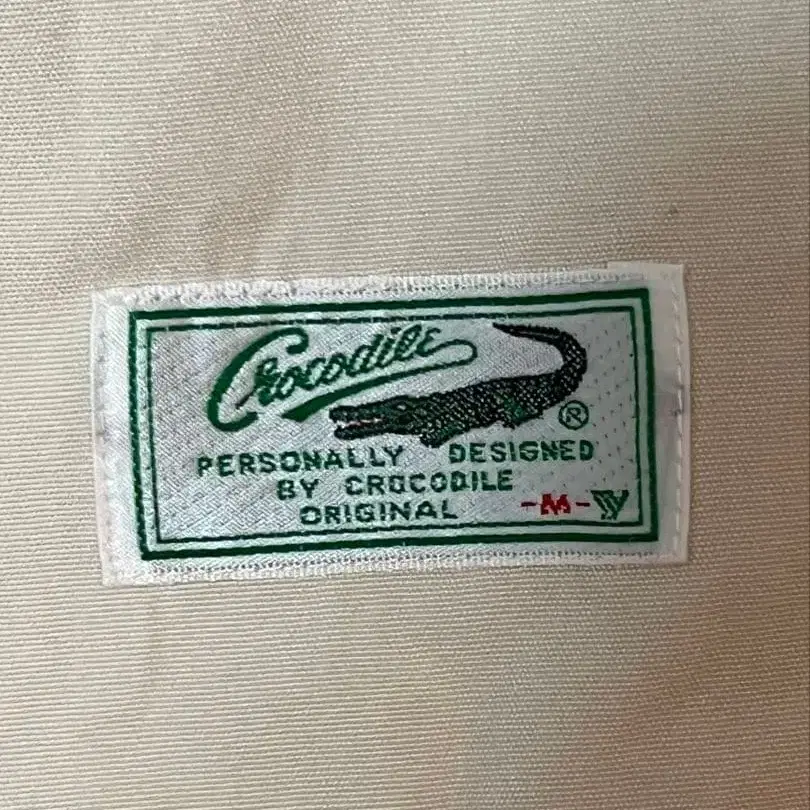 Crocodile ®
PERSONALLY DESIGNED
BY CROCODILE
ORIGINAL -M-